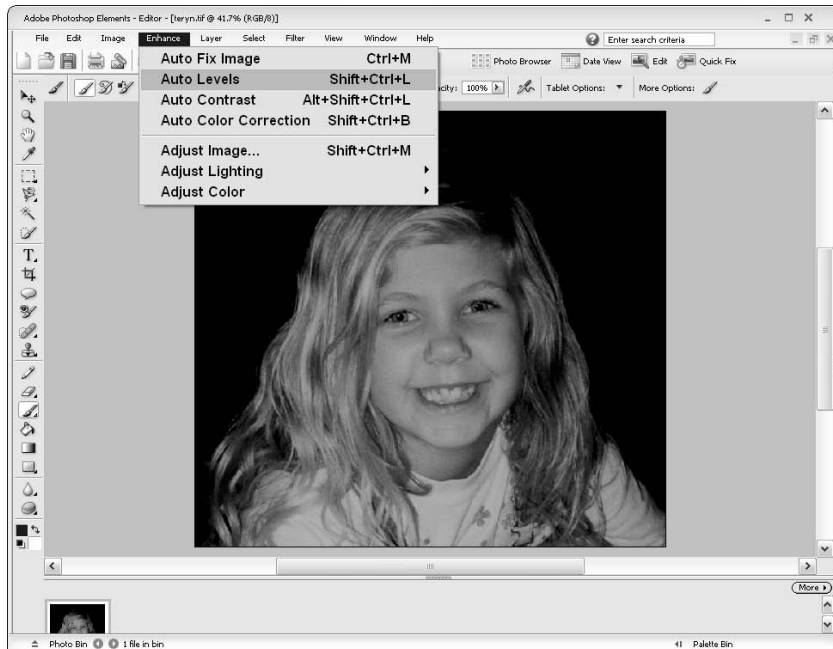 Adobe Photoshop Elements - Editor - [teryn.tif @ 41.7% (RGB/8)]
File Edit Image Enhance Layer Select Filter View Window Help Enter search criteria
Photo Browser Date View Edit Quick Fix
100% Tablet Options: More Options:
Auto Fix Image Ctrl+M
Auto Levels Shift+Ctrl+L
Auto Contrast Alt+Shift+Ctrl+L
Auto Color Correction Shift+Ctrl+B
Adjust Image... Shift+Ctrl+M
Adjust Lighting
Adjust Color
T
More
Photo Bin 1 file in bin Palette Bin